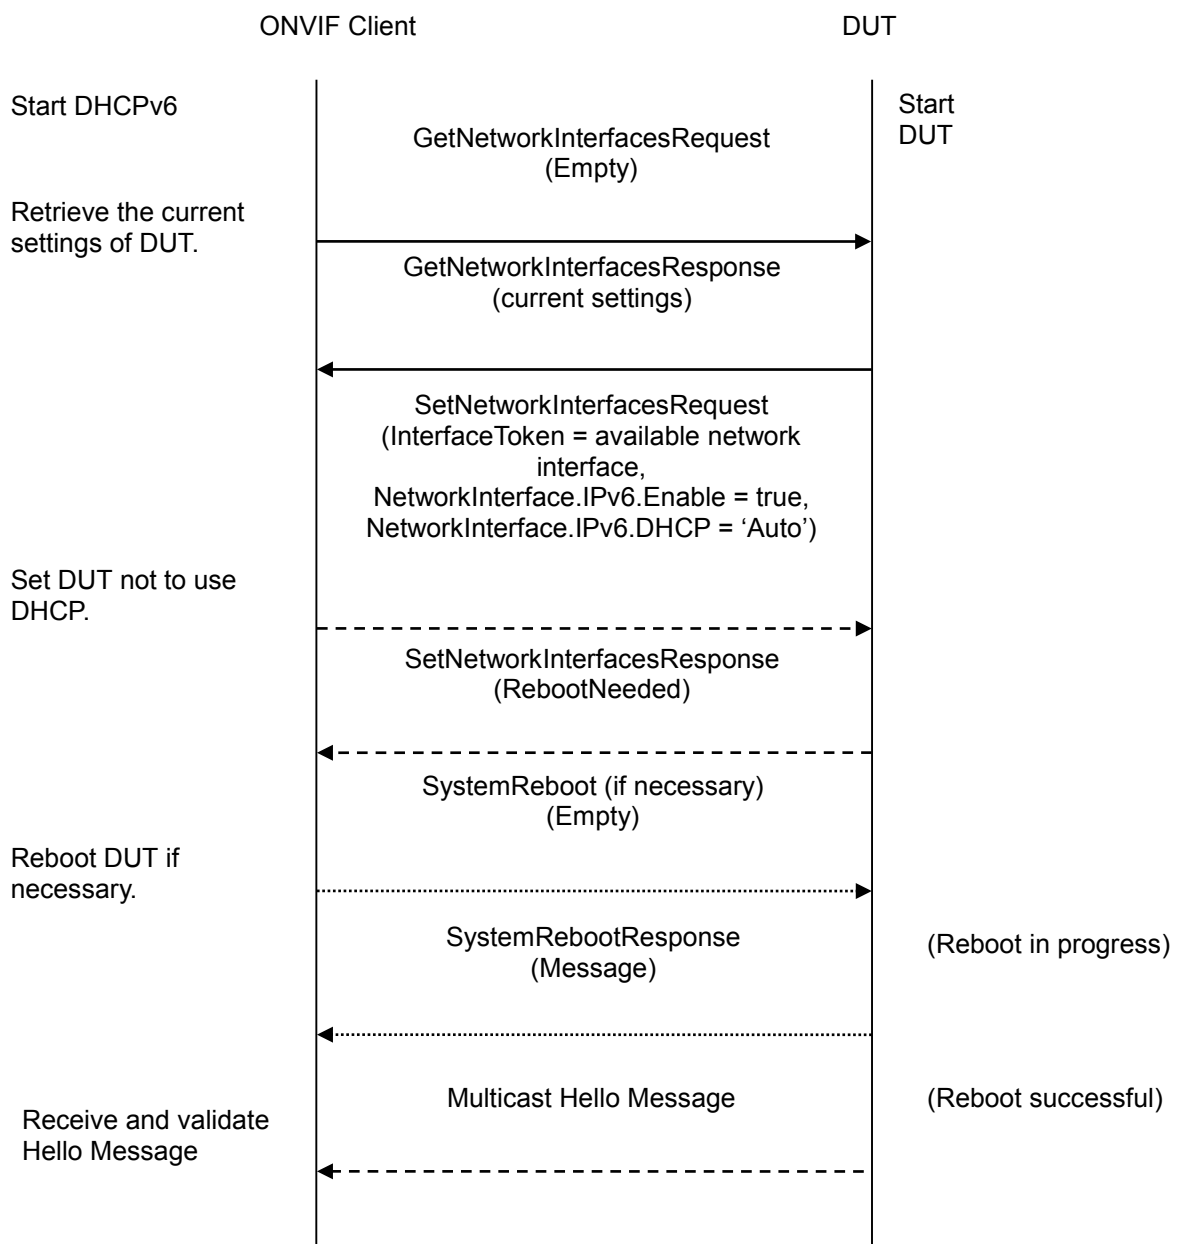 ONVIF Client
DUT
Start DHCPv6
Start
DUT
GetNetworkInterfacesRequest
(Empty)
Retrieve the current
settings of DUT.
GetNetworkInterfacesResponse
(current settings)
SetNetworkInterfacesRequest
(InterfaceToken = available network
interface,
NetworkInterface.IPv6.Enable = true,
NetworkInterface.IPv6.DHCP = ‘Auto’)
Set DUT not to use
DHCP.
SetNetworkInterfacesResponse
(RebootNeeded)
SystemReboot (if necessary)
(Empty)
Reboot DUT if
necessary.
SystemRebootResponse
(Message)
(Reboot in progress)
Multicast Hello Message
(Reboot successful)
Receive and validate
Hello Message